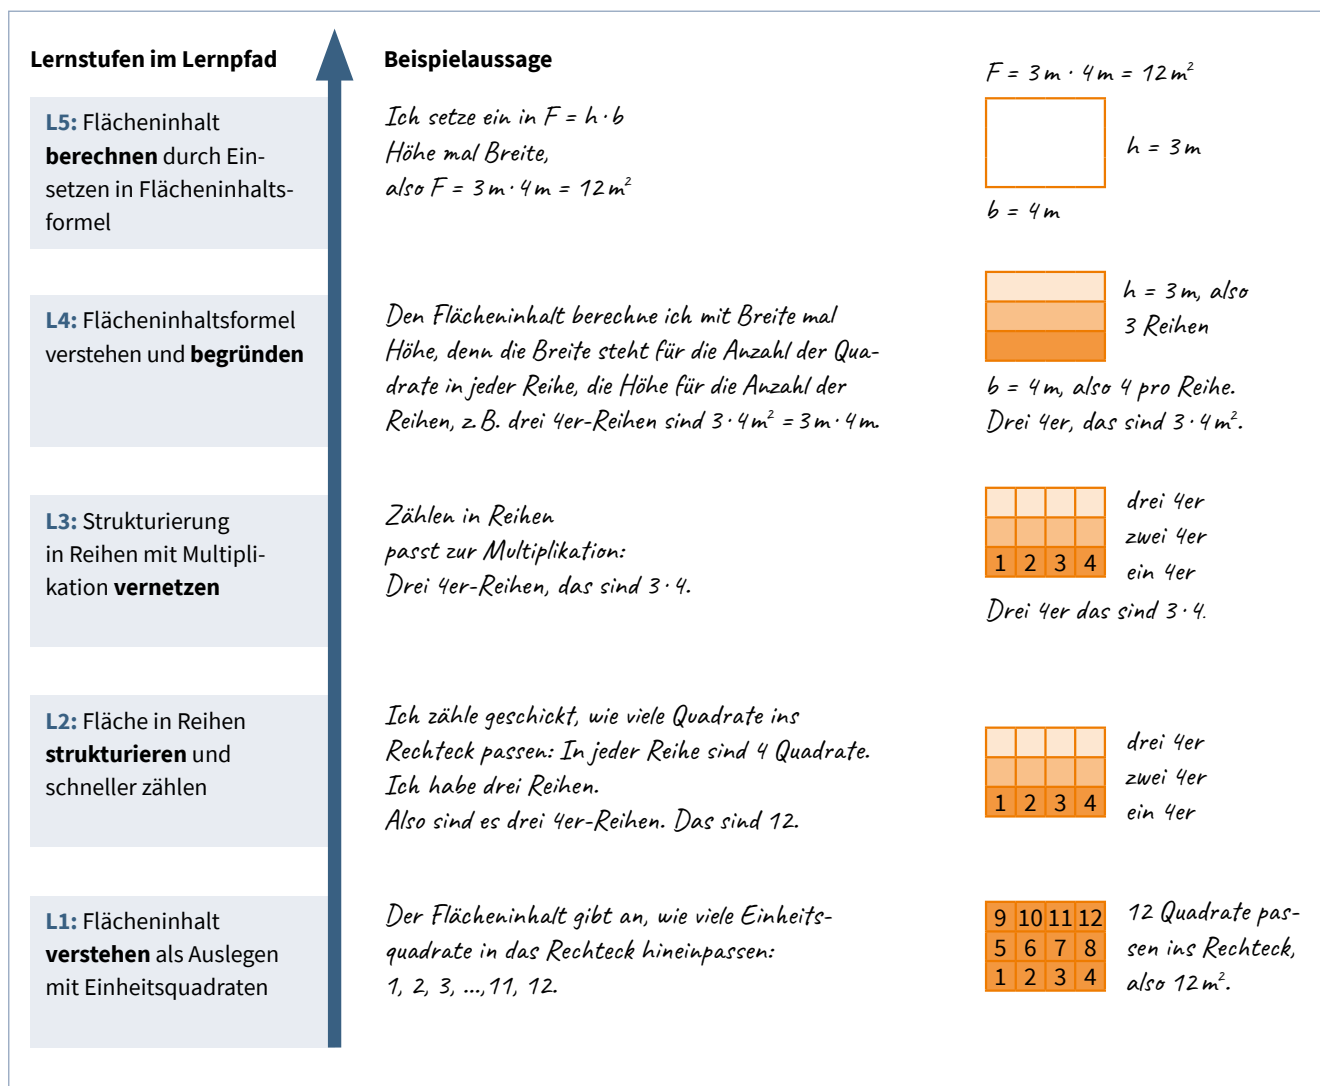 Lernstufen im Lernpfad
Beispielaussage
L5: Flächeninhalt
berechnen durch Ein-
setzen in Flächeninhalts-
formel
Ich setze ein in F = h · b
Höhe mal Breite,
also F = 3 m · 4 m = 12 m²
F = 3 m · 4 m = 12 m²
h = 3 m
b = 4 m
L4: Flächeninhaltsformel
verstehen und begründen
Den Flächeninhalt berechne ich mit Breite mal
Höhe, denn die Breite steht für die Anzahl der Qua-
drate in jeder Reihe, die Höhe für die Anzahl der
Reihen, z. B. drei 4er-Reihen sind 3 · 4 m² = 3 m · 4 m.
h = 3 m, also
3 Reihen
b = 4 m, also 4 pro Reihe.
Drei 4er, das sind 3 · 4 m².
L3: Strukturierung
in Reihen mit Multipli-
kation vernetzen
Zählen in Reihen
passt zur Multiplikation:
Drei 4er-Reihen, das sind 3 · 4.
drei 4er
zwei 4er
1 2 3 4 ein 4er
Drei 4er das sind 3 · 4.
L2: Fläche in Reihen
strukturieren und
schneller zählen
Ich zähle geschickt, wie viele Quadrate ins
Rechteck passen: In jeder Reihe sind 4 Quadrate.
Ich habe drei Reihen.
Also sind es drei 4er-Reihen. Das sind 12.
drei 4er
zwei 4er
1 2 3 4 ein 4er
L1: Flächeninhalt
verstehen als Auslegen
mit Einheitsquadraten
Der Flächeninhalt gibt an, wie viele Einheits-
quadrate in das Rechteck hineinpassen:
1, 2, 3, ..., 11, 12.
9 10 11 12
5 6 7 8
1 2 3 4
12 Quadrate pas-
sen ins Rechteck,
also 12 m².